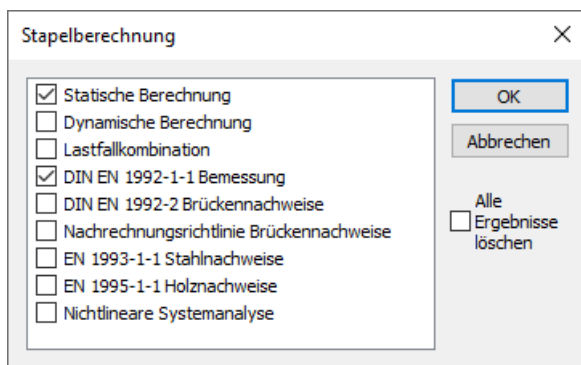 Stapelberechnung
Statische Berechnung
Dynamische Berechnung
Lastfallkombination
DIN EN 1992-1-1 Bemessung
DIN EN 1992-2 Brückennachweise
Nachrechnungsrichtlinie Brückennachweise
EN 1993-1-1 Stahlnachweise
EN 1995-1-1 Holznachweise
Nichtlineare Systemanalyse
OK
Abbrechen
Alle
Ergebnisse
löschen